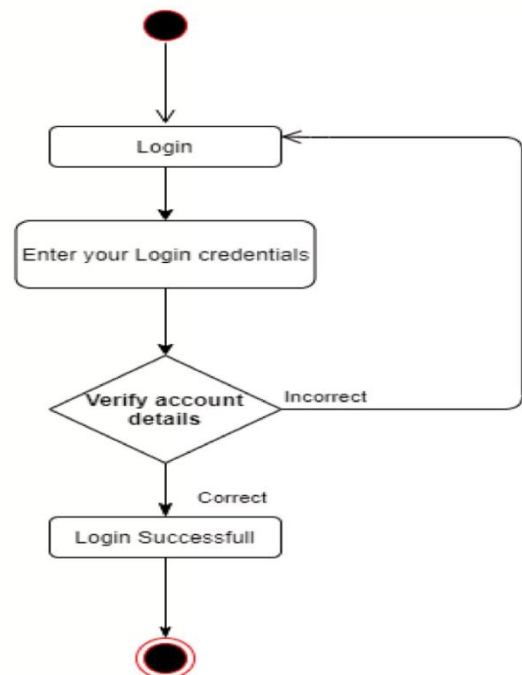 Login
Enter your Login credentials
Verify account
details
Incorrect
Correct
Login Successfull